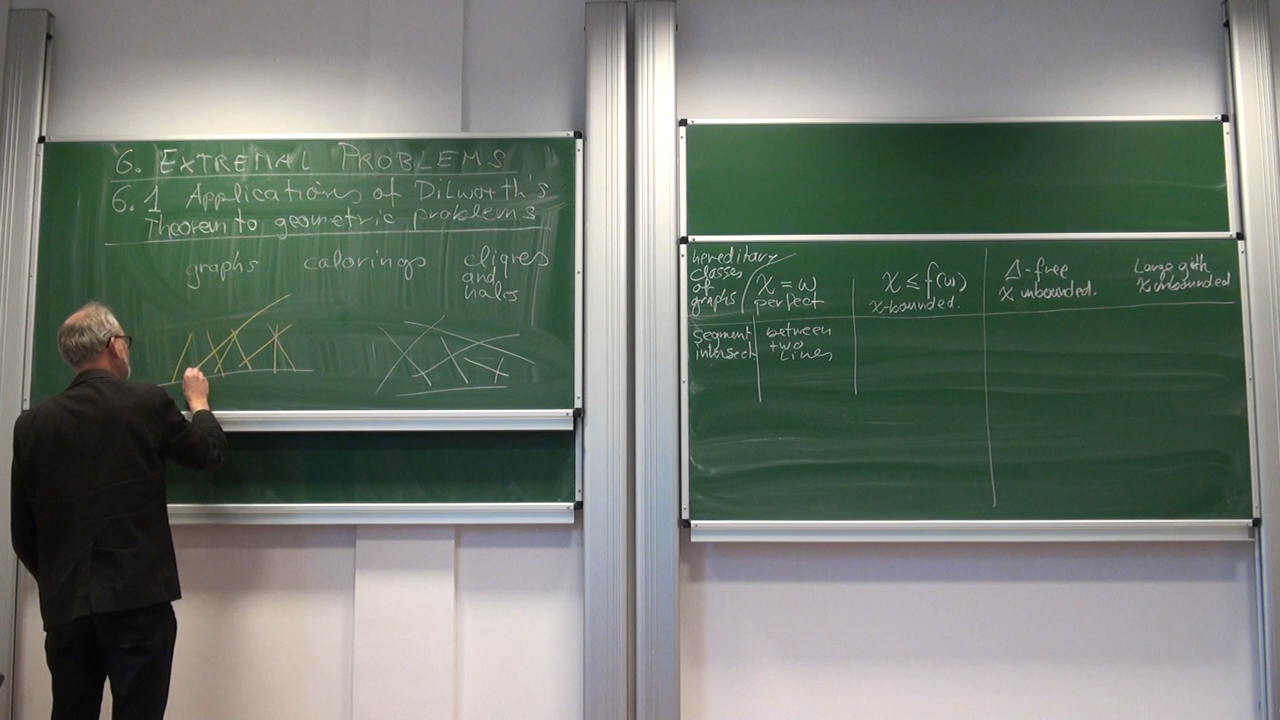 6. EXTREMAL PROBLEMS
6.1 Applications of Dilworth's
Theorem to geometric problems
graphs colorings cliques
and
holes
hereditary
classes
of
graphs
χ = ω
perfect
χ ≤ f(ω)
χ-bounded.
Δ-free
χ unbounded.
Large girth
χ unbounded
Segment
intersect
between
two
Lines